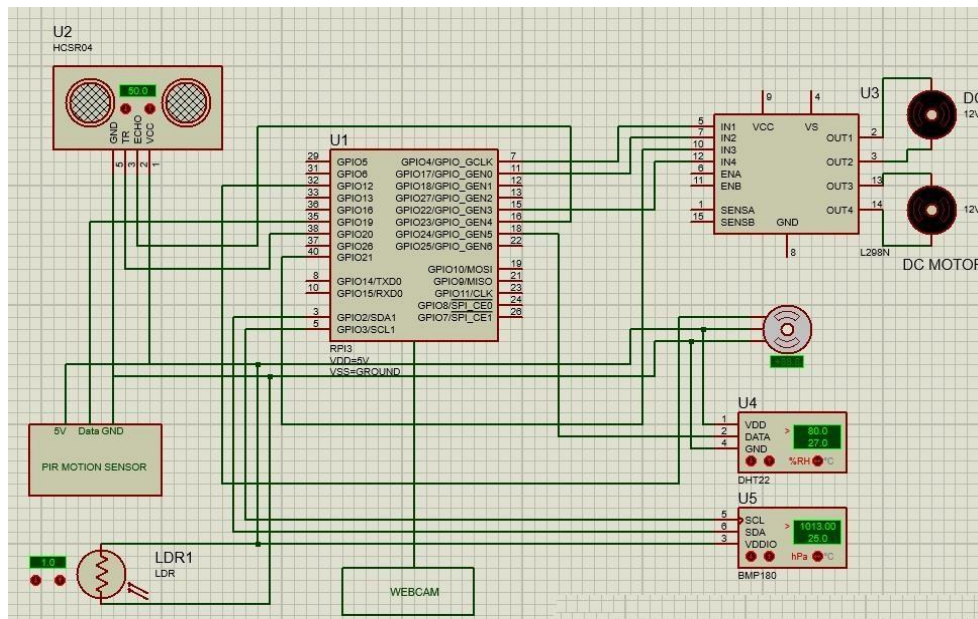 U2
HCSR04
50.0
GND
TR
ECHO
VCC
5
3
2
1
U1
29 GPIO5
31 GPIO6
32 GPIO12
33 GPIO13
36 GPIO16
35 GPIO19
38 GPIO20
37 GPIO26
40 GPIO21
8 GPIO14/TXD0
10 GPIO15/RXD0
3 GPIO2/SDA1
5 GPIO3/SCL1
GPIO4/GPIO_GCLK 7
GPIO17/GPIO_GEN0 11
GPIO18/GPIO_GEN1 12
GPIO27/GPIO_GEN2 13
GPIO22/GPIO_GEN3 15
GPIO23/GPIO_GEN4 16
GPIO24/GPIO_GEN5 18
GPIO25/GPIO_GEN6 22
GPIO10/MOSI 19
GPIO9/MISO 21
GPIO11/CLK 23
GPIO8/SPI_CE0 24
GPIO7/SPI_CE1 26
RPI3
VDD=5V
VSS=GROUND
U3
9
4
VCC
VS
5 IN1
7 IN2
10 IN3
12 IN4
6 ENA
11 ENB
1 SENSA
15 SENSB
OUT1 2
OUT2 3
OUT3 13
OUT4 14
GND
8
L298N
DC
12V
12V
DC MOTOR
5V Data GND
PIR MOTION SENSOR
U4
1 VDD
2 DATA
4 GND
> 80.0
27.0
%RH °C
DHT22
U5
5 SCL
6 SDA
3 VDDIO
> 1013.00
25.0
hPa °C
BMP180
1.0
LDR1
LDR
WEBCAM